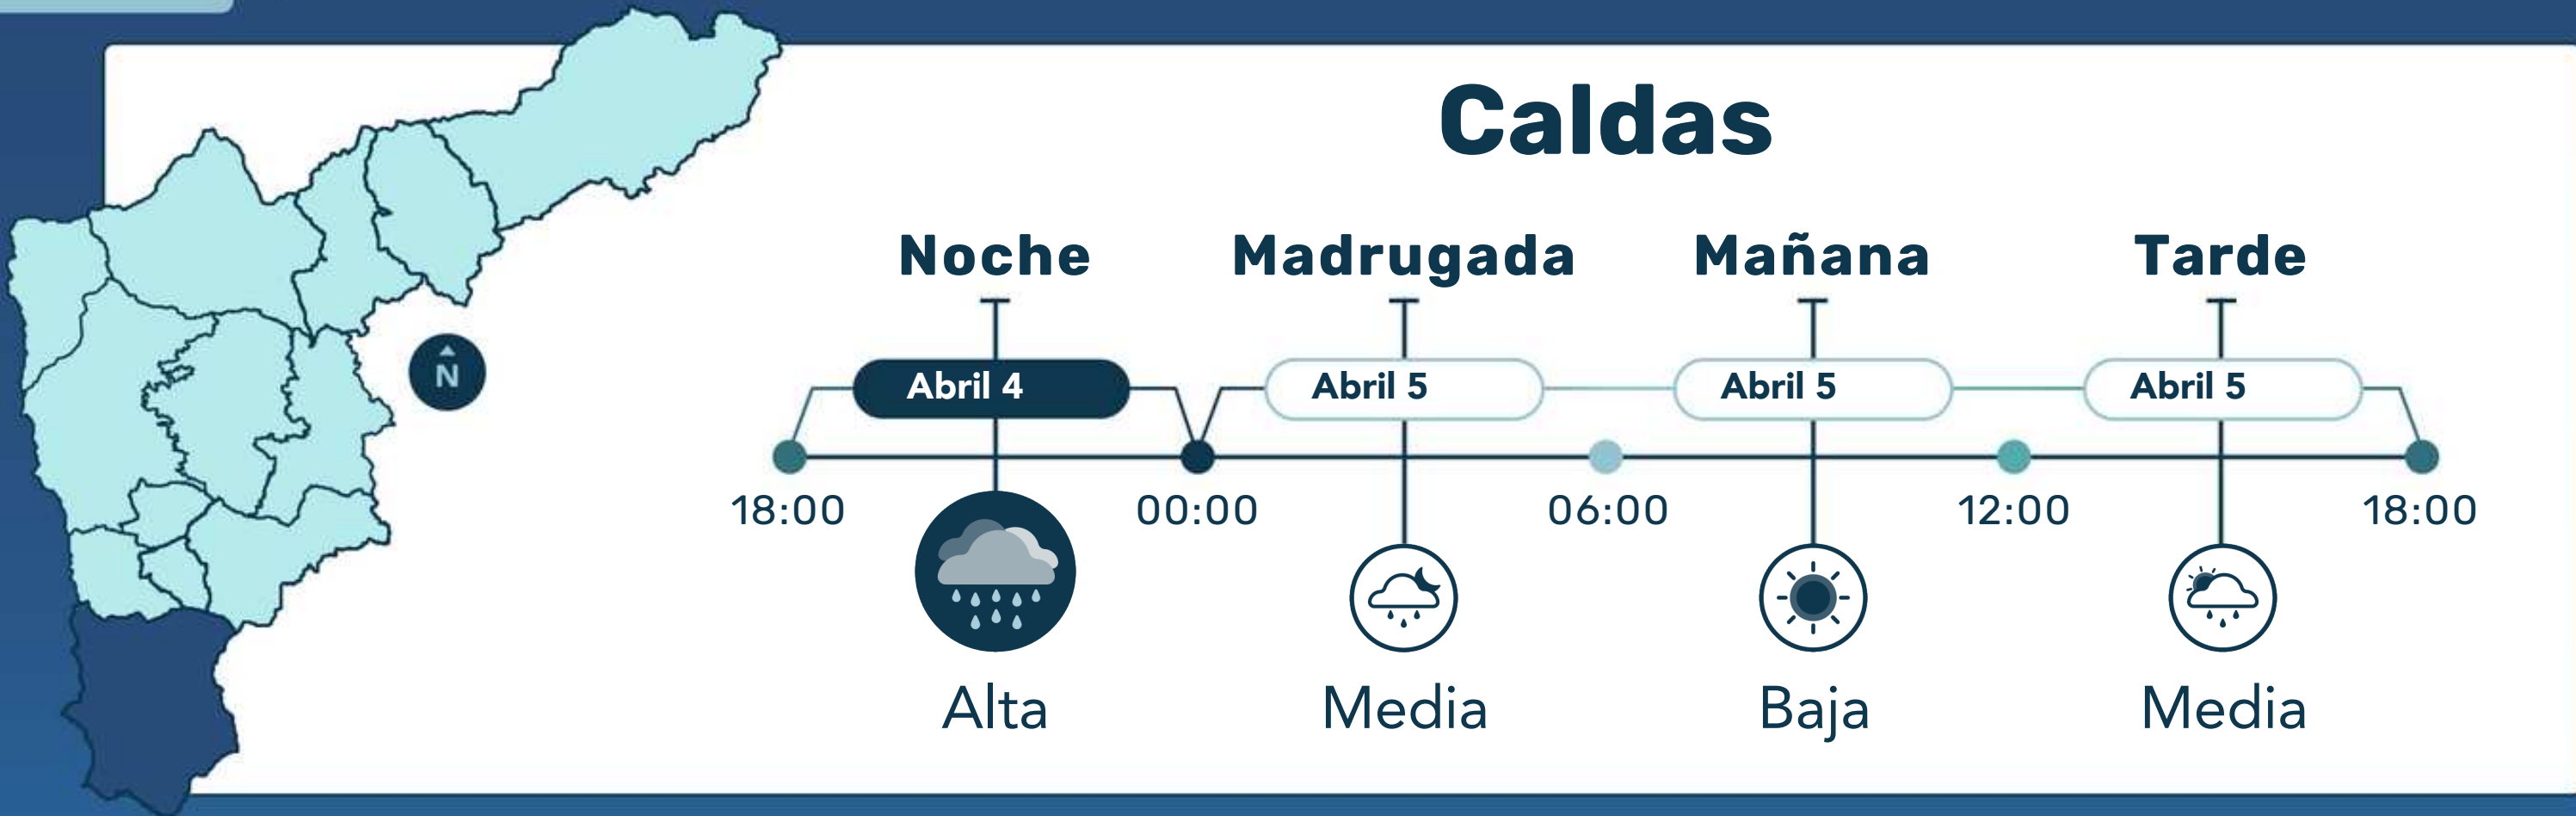 Caldas
Noche Madrugada Mañana Tarde
Abril 4 Abril 5 Abril 5 Abril 5
N
18:00 00:00 06:00 12:00 18:00
Alta Media Baja Media